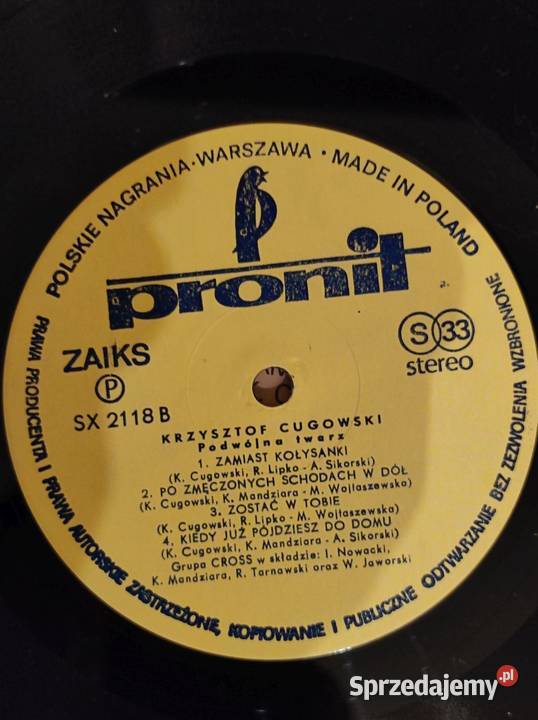 POLSKIE NAGRANIA·WARSZAWA · MADE IN POLAND
pronit
2.
ZAIKS
P
SX 2118 B
S 33
stereo
KRZYSZTOF CUGOWSKI
Podwójna twarz
1. ZAMIAST KOŁYSANKI
(K. Cugowski, R. Lipko - A. Sikorski)
2. PO ZMĘCZONYCH SCHODACH W DÓŁ
(K. Cugowski, K. Mandziara - M. Wojtaszewska)
3. ZOSTAĆ W TOBIE
(K. Cugowski, R. Lipko - M. Wojtaszewska)
4. KIEDY JUŻ PÓJDZIESZ DO DOMU
(K. Cugowski, K. Mandziara - A. Sikorski)
Grupa CROSS w składzie: I. Nowacki,
K. Mandziara, R. Tarnawski oraz W. Jaworski
PRAWA PRODUCENTA I PRAWA AUTORSKIE ZASTRZEŻONE, KOPIOWANIE I PUBLICZNE ODTWARZANIE BEZ ZEZWOLENIA WZBRONIONE
Sprzedajemy.pl